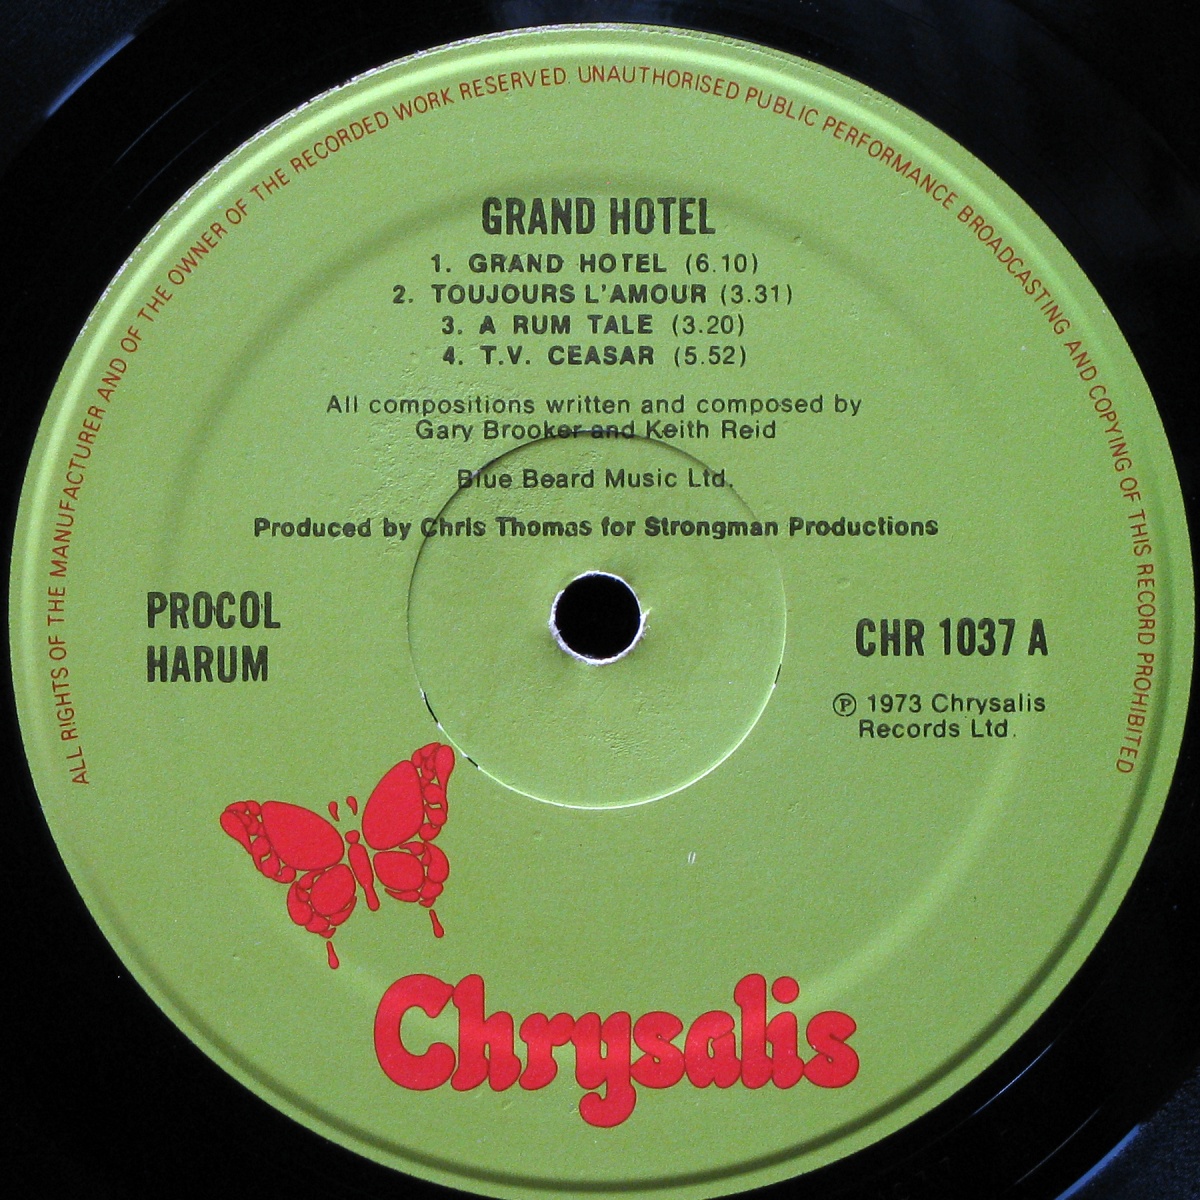 ALL RIGHTS OF THE MANUFACTURER AND OF THE OWNER OF THE RECORDED WORK RESERVED. UNAUTHORISED PUBLIC PERFORMANCE BROADCASTING AND COPYING OF THIS RECORD PROHIBITED
GRAND HOTEL
1. GRAND HOTEL (6.10)
2. TOUJOURS L'AMOUR (3.31)
3. A RUM TALE (3.20)
4. T.V. CEASAR (5.52)
All compositions written and composed by
Gary Brooker and Keith Reid
Blue Beard Music Ltd.
Produced by Chris Thomas for Strongman Productions
PROCOL
HARUM
CHR 1037 A
℗ 1973 Chrysalis
Records Ltd.
Chrysalis